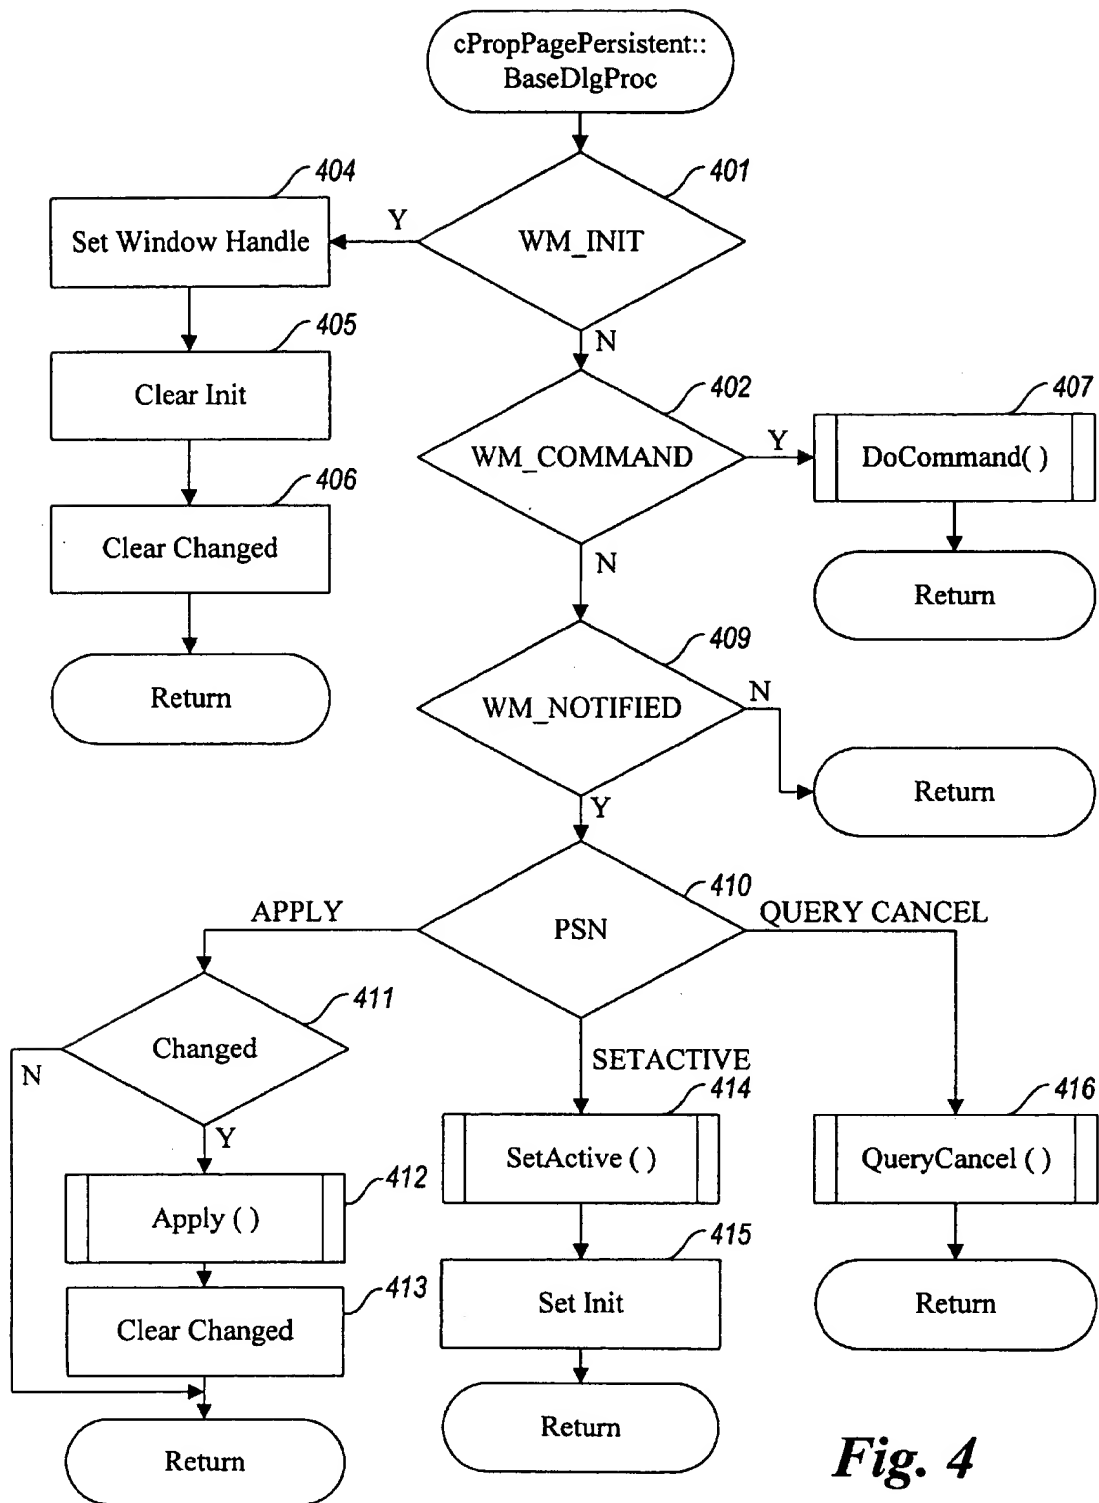 cPropPagePersistent::
BaseDlgProc
404
401
Set Window Handle
Y
WM_INIT
N
405
Clear Init
402
407
WM_COMMAND
Y
DoCommand( )
406
Clear Changed
N
Return
409
Return
WM_NOTIFIED
N
Return
Y
410
APPLY
PSN
QUERY CANCEL
411
Changed
N
SETACTIVE
414
416
Y
SetActive ( )
QueryCancel ( )
412
Apply ( )
415
413
Set Init
Return
Clear Changed
Return
Return
Fig. 4